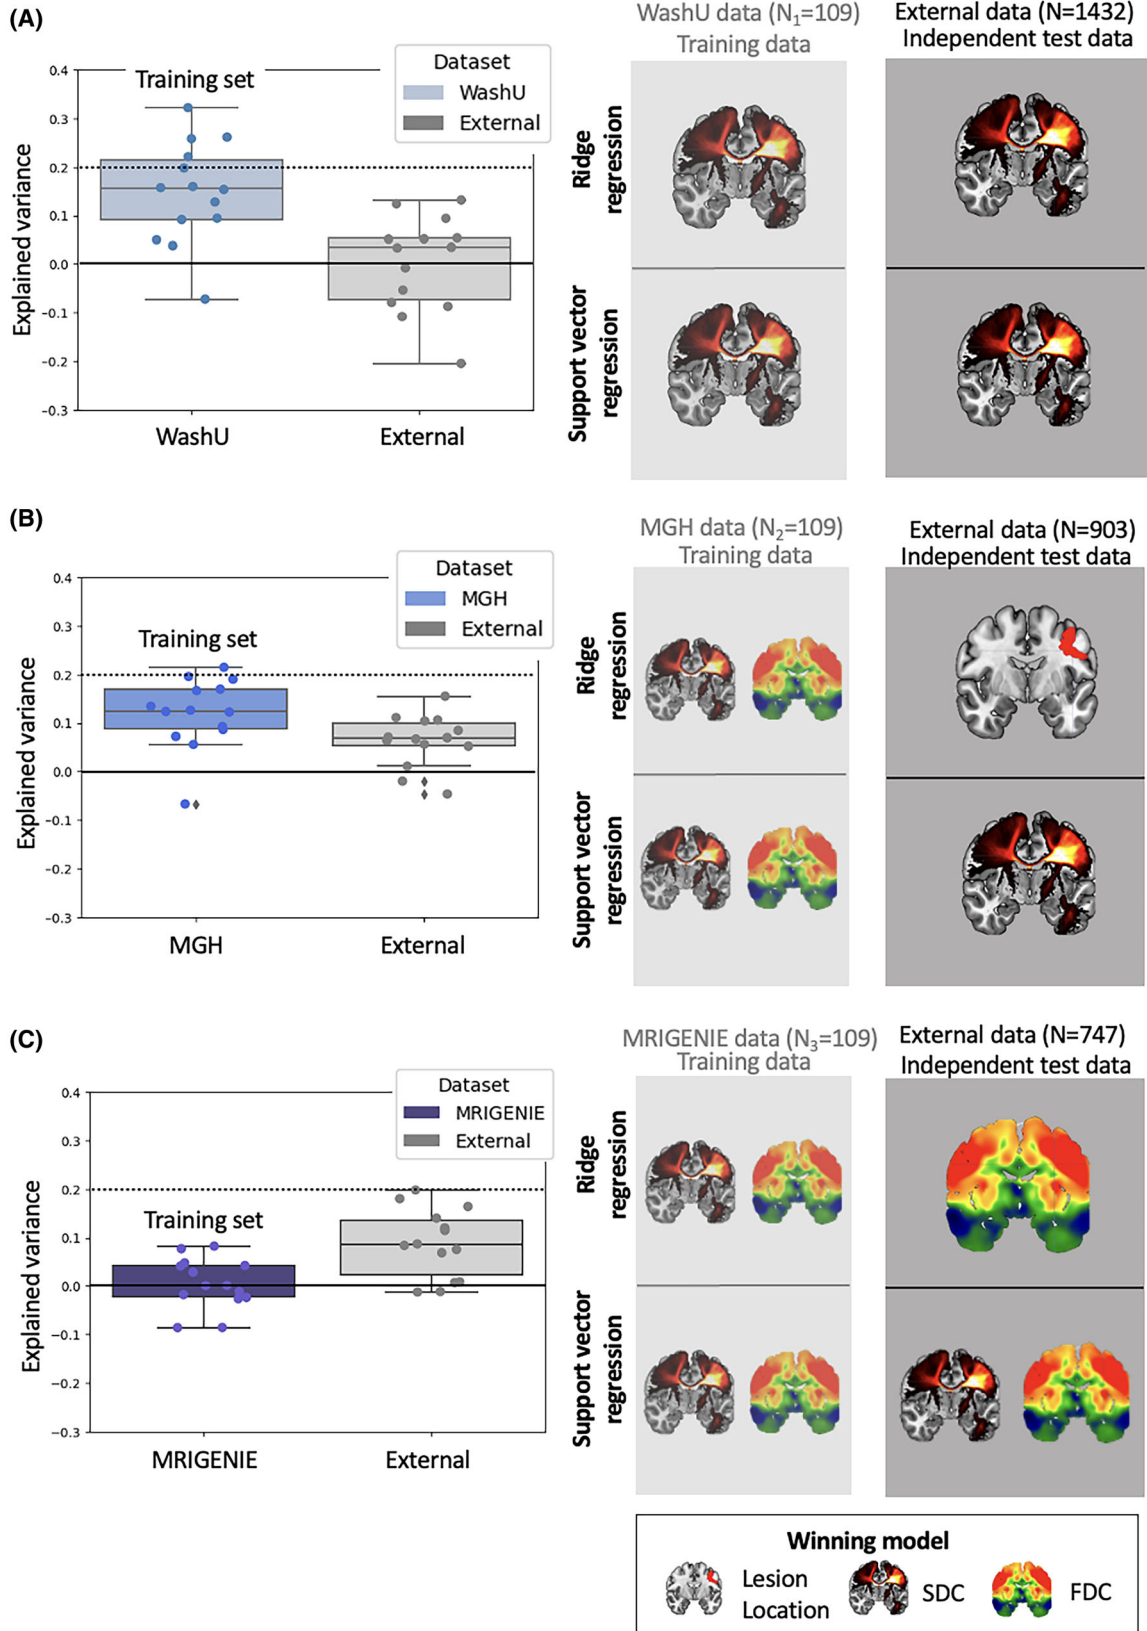 (A)
WashU data (N₁=109)
Training data
External data (N=1432)
Independent test data
Explained variance
0.4
0.3
0.2
0.1
0.0
−0.1
−0.2
−0.3
Training set
Dataset
WashU
External
WashU
External
Ridge
regression
Support vector
regression
(B)
MGH data (N₂=109)
Training data
External data (N=903)
Independent test data
Explained variance
0.4
0.3
0.2
0.1
0.0
−0.1
−0.2
−0.3
Training set
Dataset
MGH
External
MGH
External
Ridge
regression
Support vector
regression
(C)
MRIGENIE data (N₃=109)
Training data
External data (N=747)
Independent test data
Explained variance
0.4
0.3
0.2
0.1
0.0
−0.1
−0.2
−0.3
Training set
Dataset
MRIGENIE
External
MRIGENIE
External
Ridge
regression
Support vector
regression
Winning model
Lesion
Location
SDC
FDC